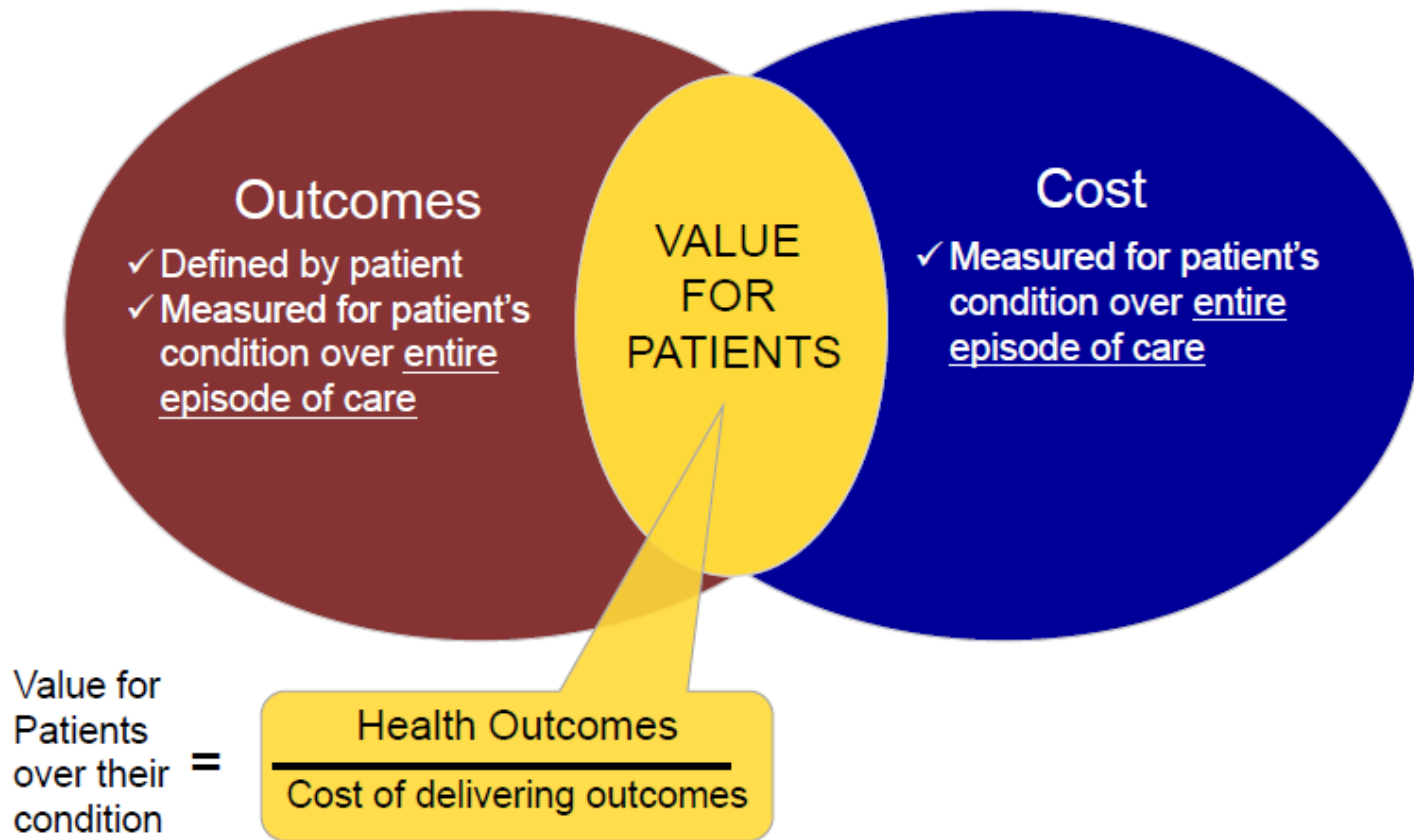 Outcomes
✓ Defined by patient
✓ Measured for patient's
condition over entire
episode of care
VALUE
FOR
PATIENTS
Cost
✓ Measured for patient's
condition over entire
episode of care
Value for
Patients
over their
condition
=
Health Outcomes
Cost of delivering outcomes